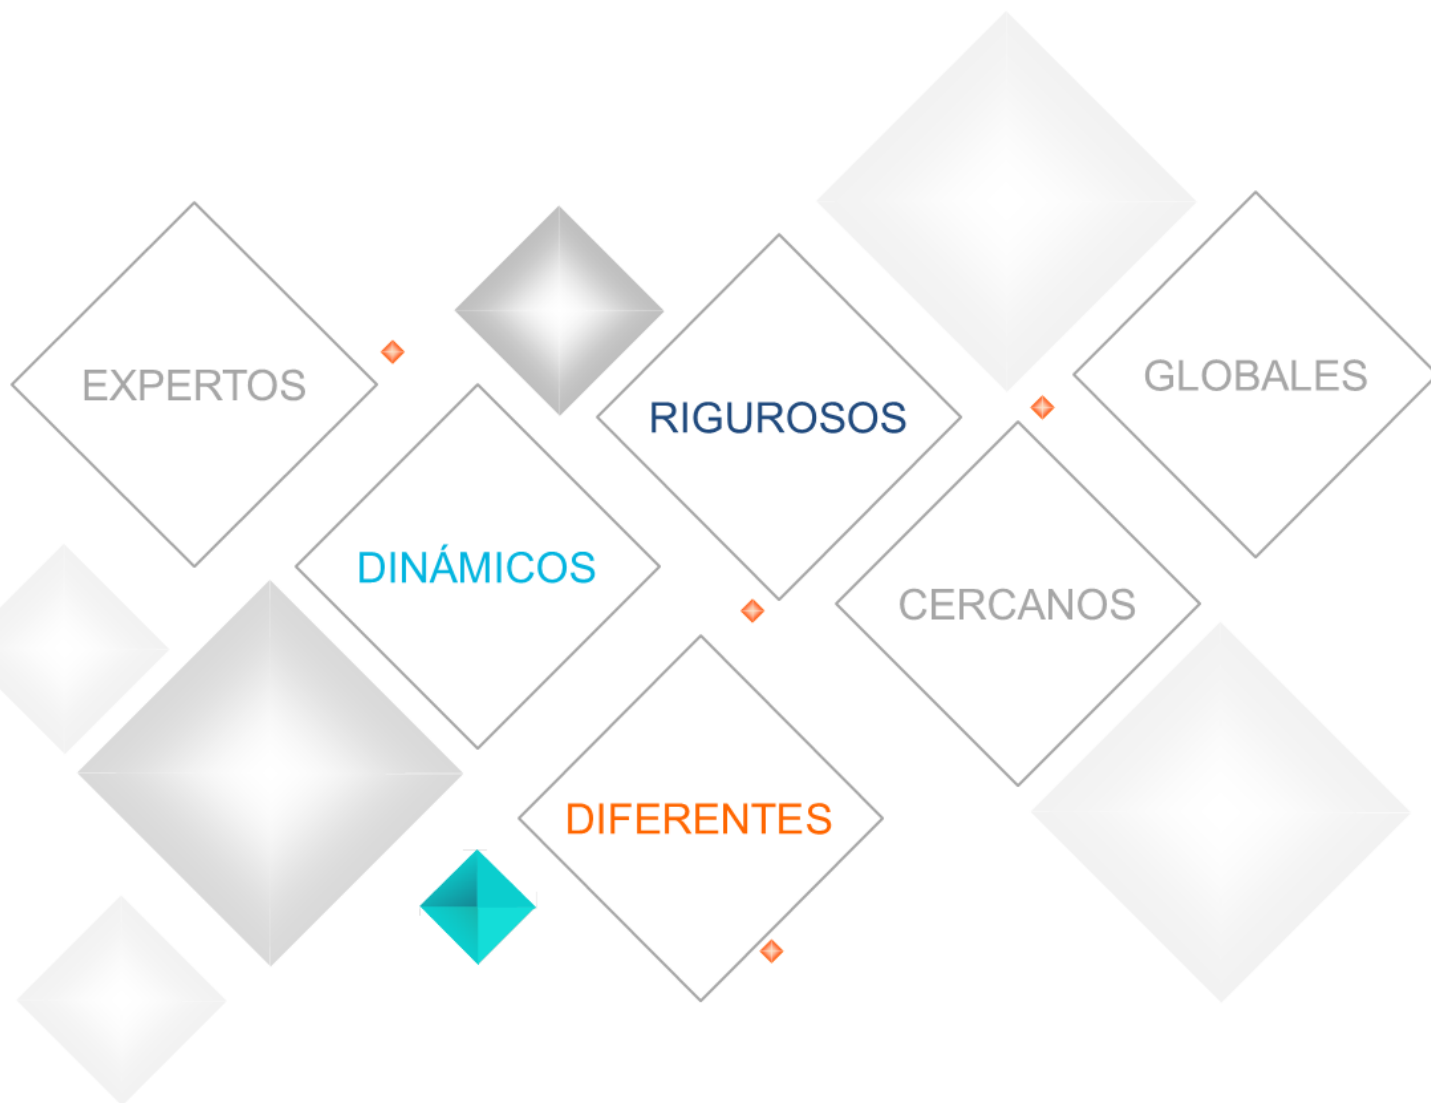 EXPERTOS
DINÁMICOS
RIGUROSOS
DIFERENTES
CERCANOS
GLOBALES